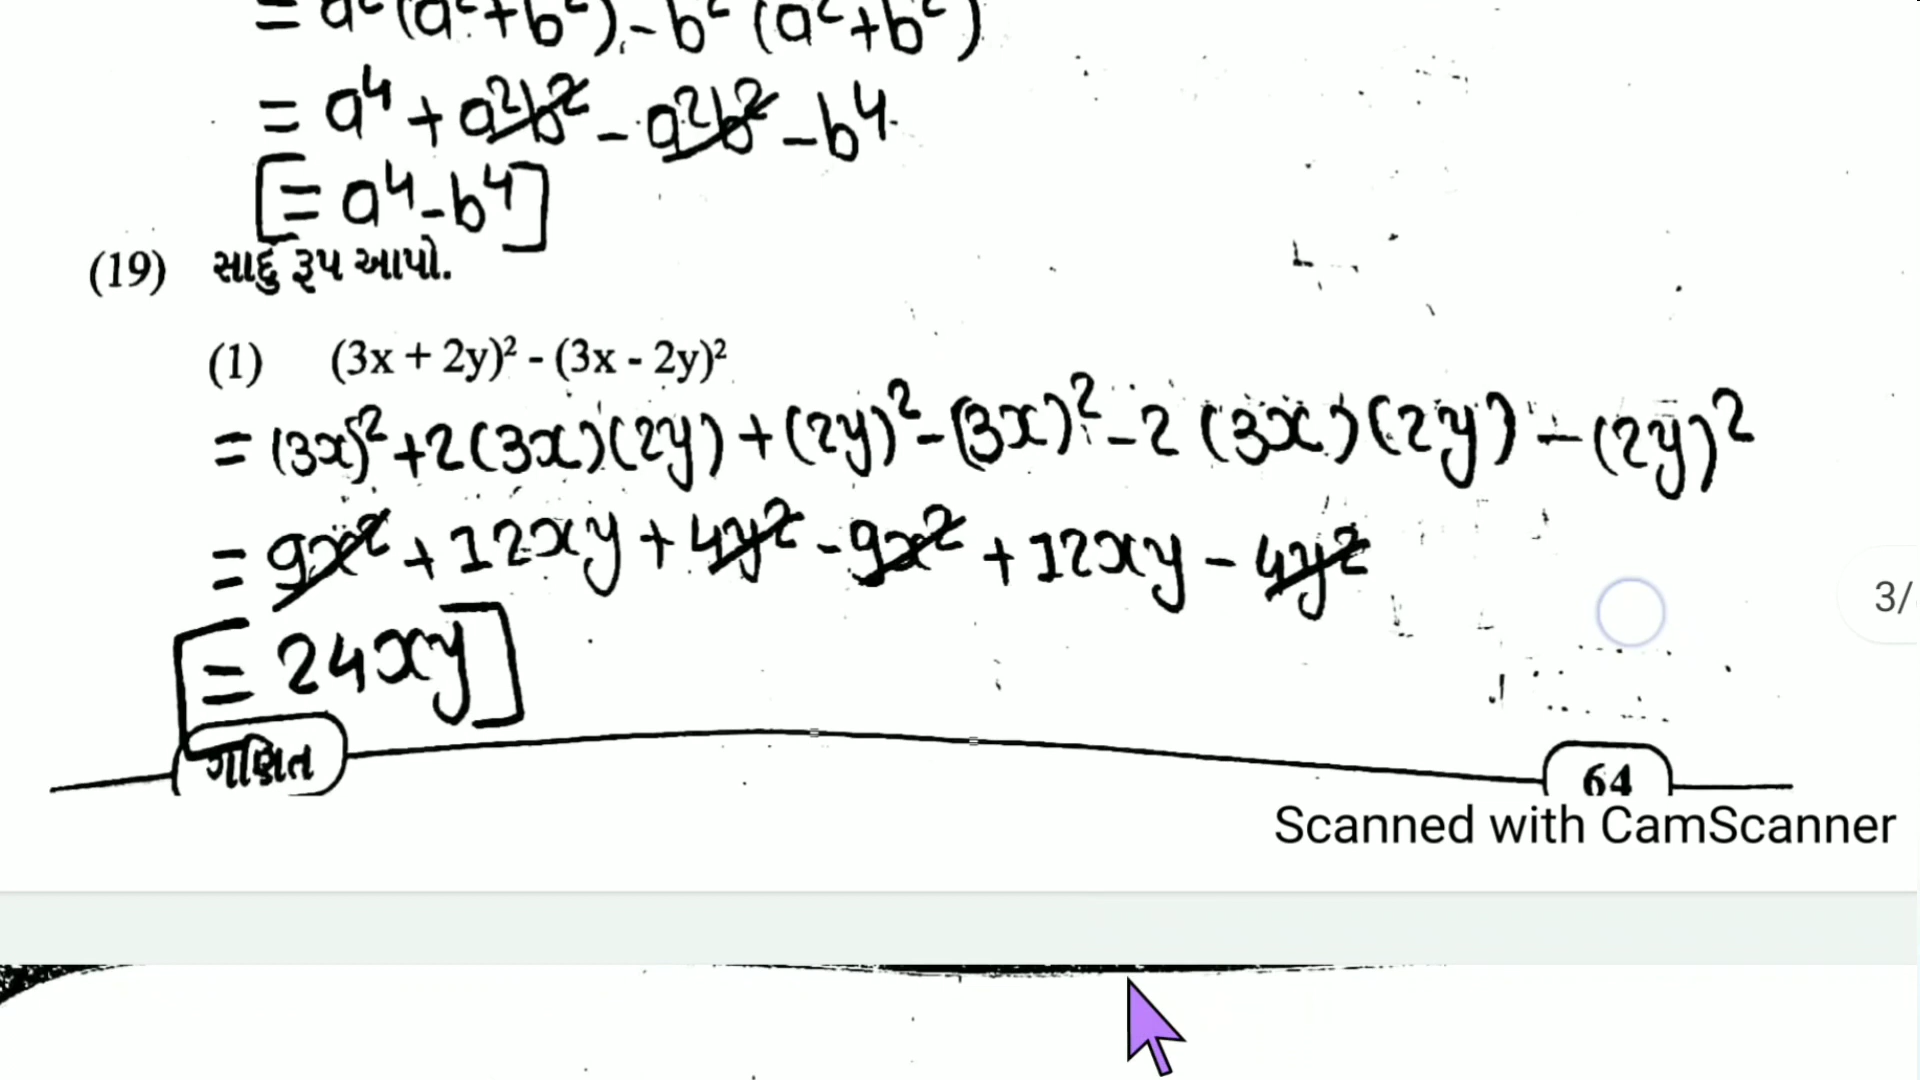 = a² (a² + b²) - b² (a² + b²)
= a⁴ + a²b² - a²b² - b⁴
[= a⁴ - b⁴]
(19) સાદું રૂપ આપો.
(1) (3x + 2y)² - (3x - 2y)²
= (3x)² + 2(3x)(2y) + (2y)² - (3x)² - 2 (3x) (2y) - (2y)²
= 9x² + 12xy + 4y² - 9x² + 12xy - 4y²
[= 24xy]
3/
ગણિત 64
Scanned with CamScanner